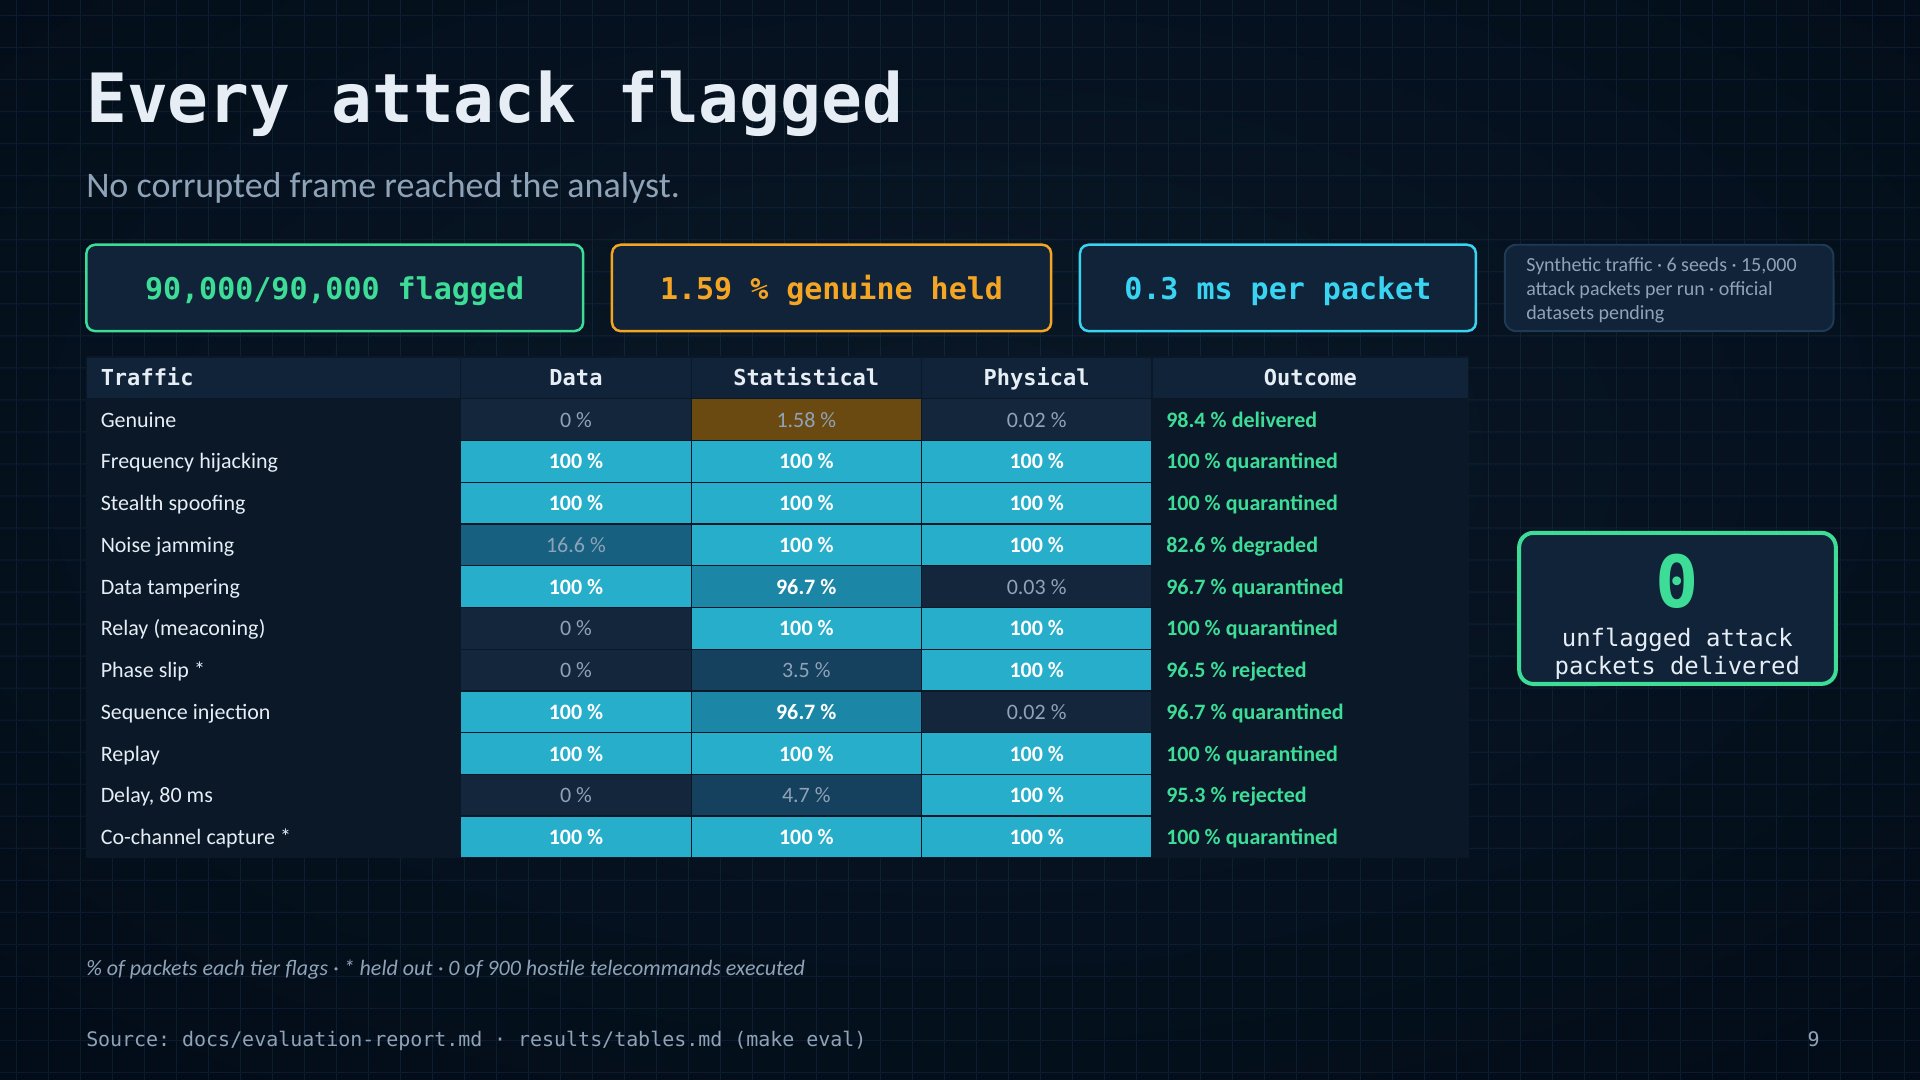 Every attack flagged
No corrupted frame reached the analyst.
90,000/90,000 flagged
1.59 % genuine held
0.3 ms per packet
Synthetic traffic · 6 seeds · 15,000
attack packets per run · official
datasets pending
Traffic Data Statistical Physical Outcome
Genuine 0 % 1.58 % 0.02 % 98.4 % delivered
Frequency hijacking 100 % 100 % 100 % 100 % quarantined
Stealth spoofing 100 % 100 % 100 % 100 % quarantined
Noise jamming 16.6 % 100 % 100 % 82.6 % degraded
Data tampering 100 % 96.7 % 0.03 % 96.7 % quarantined
Relay (meaconing) 0 % 100 % 100 % 100 % quarantined
Phase slip * 0 % 3.5 % 100 % 96.5 % rejected
Sequence injection 100 % 96.7 % 0.02 % 96.7 % quarantined
Replay 100 % 100 % 100 % 100 % quarantined
Delay, 80 ms 0 % 4.7 % 100 % 95.3 % rejected
Co-channel capture * 100 % 100 % 100 % 100 % quarantined
0
unflagged attack
packets delivered
% of packets each tier flags · * held out · 0 of 900 hostile telecommands executed
Source: docs/evaluation-report.md · results/tables.md (make eval)
9